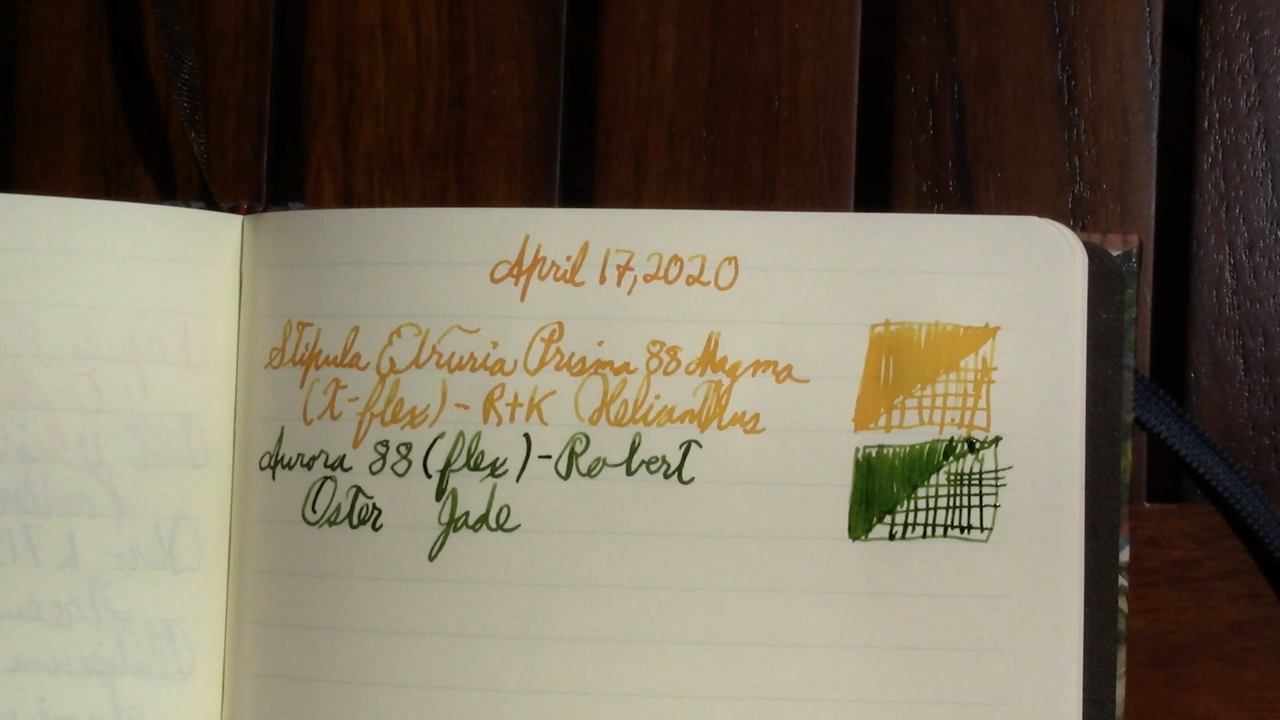 April 17, 2020
Stipula Etruria Prisma 88 Magma
(T-flex) - R+K Helianthus
Aurora 88 (flex) - Robert
Oster Jade